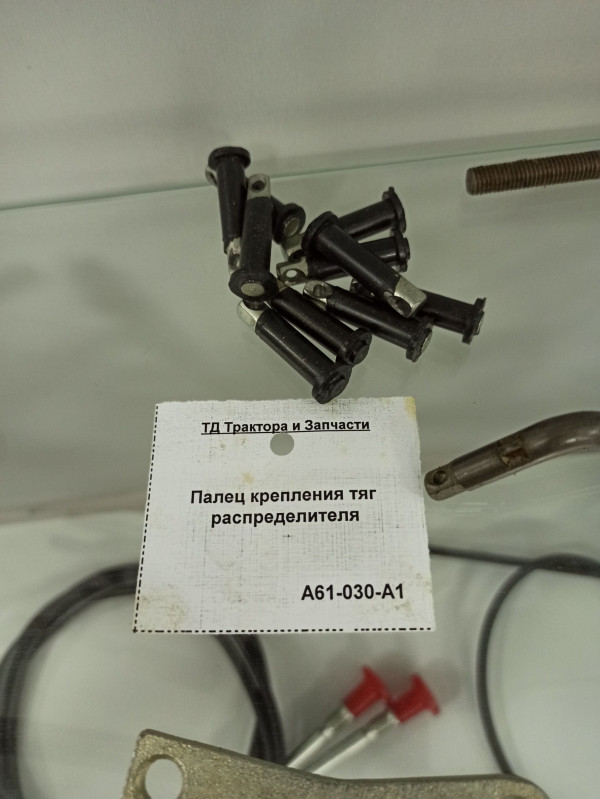 ТД Трактора и Запчасти
Палец крепления тяг
распределителя
А61-030-А1